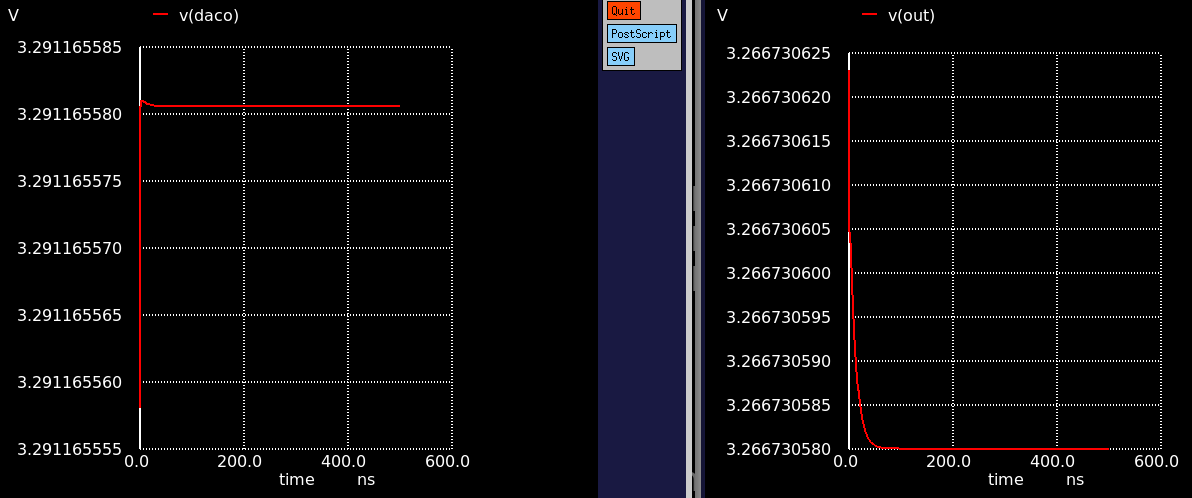 V
v(daco)
3.291165585
3.291165580
3.291165575
3.291165570
3.291165565
3.291165560
3.291165555
0.0
200.0
400.0
600.0
time
ns
Quit
PostScript
SVG
V
v(out)
3.266730625
3.266730620
3.266730615
3.266730610
3.266730605
3.266730600
3.266730595
3.266730590
3.266730585
3.266730580
0.0
200.0
400.0
600.0
time
ns